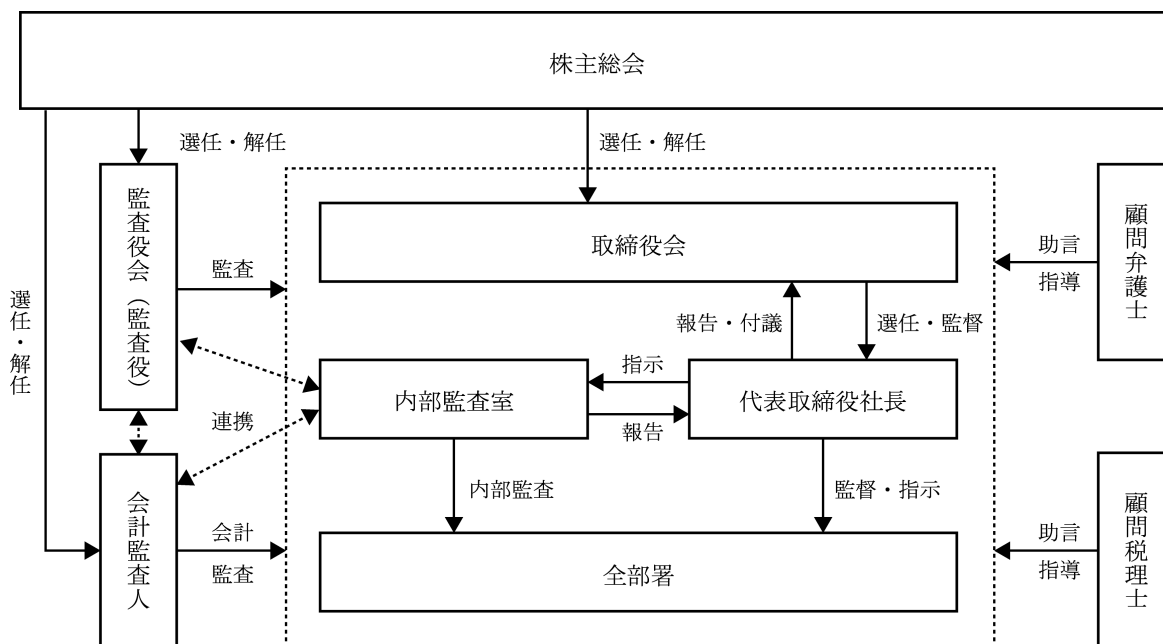 株主総会
選任・解任
選任・解任
選任・解任
監査役会（監査役）
監査
取締役会
顧問弁護士
助言
指導
報告・付議
選任・監督
内部監査室
指示
報告
代表取締役社長
連携
内部監査
監督・指示
会計監査人
会計
監査
全部署
顧問税理士
助言
指導